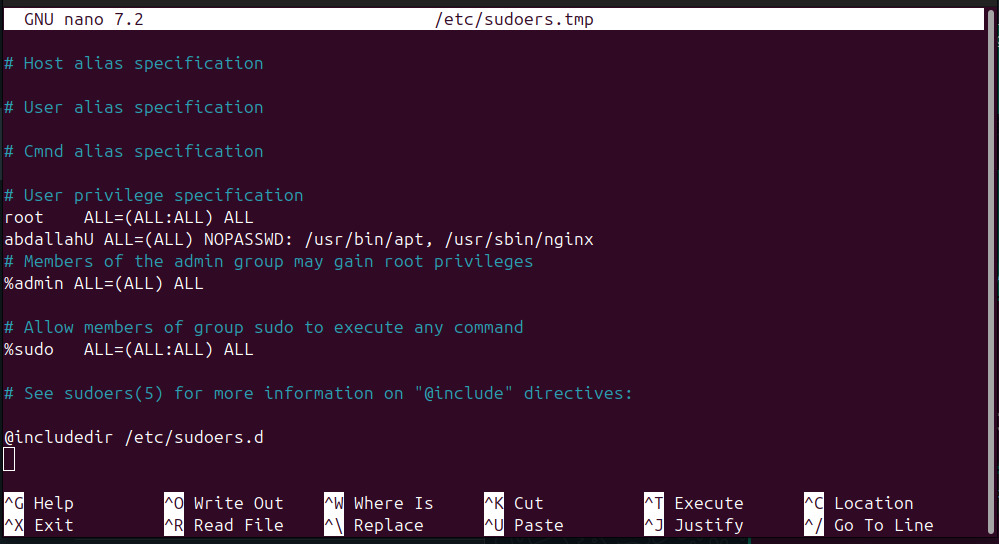 GNU nano 7.2 /etc/sudoers.tmp
# Host alias specification
# User alias specification
# Cmnd alias specification
# User privilege specification
root    ALL=(ALL:ALL) ALL
abdallahU ALL=(ALL) NOPASSWD: /usr/bin/apt, /usr/sbin/nginx
# Members of the admin group may gain root privileges
%admin ALL=(ALL) ALL
# Allow members of group sudo to execute any command
%sudo   ALL=(ALL:ALL) ALL
# See sudoers(5) for more information on "@include" directives:
@includedir /etc/sudoers.d
^G Help ^O Write Out ^W Where Is ^K Cut ^T Execute ^C Location
^X Exit ^R Read File ^\ Replace ^U Paste ^J Justify ^/ Go To Line